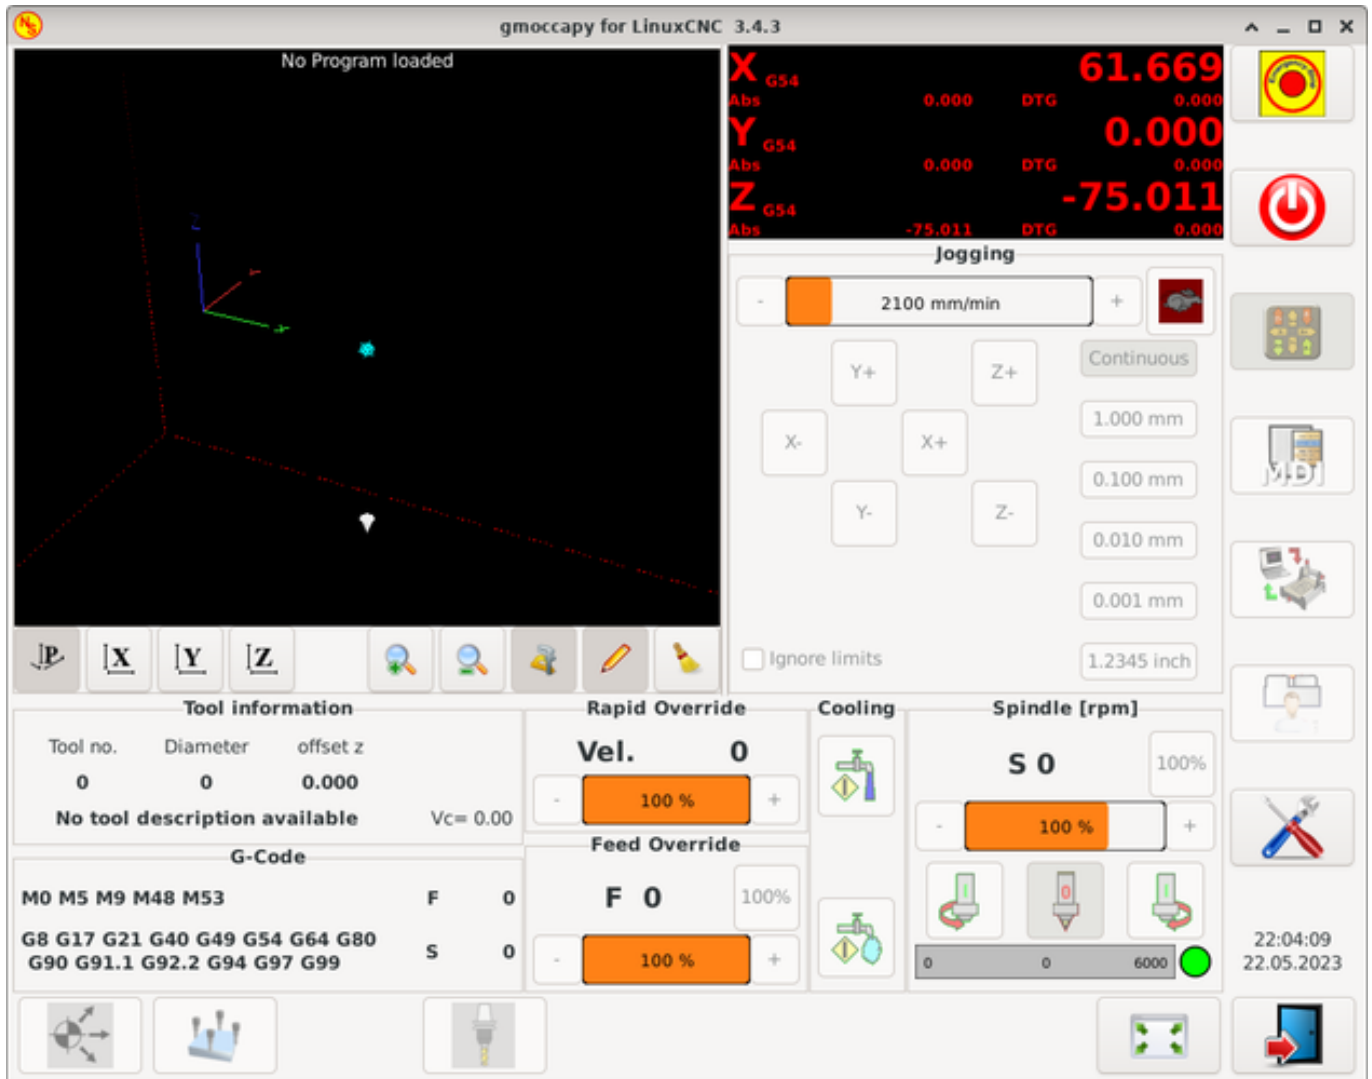 gmoccapy for LinuxCNC 3.4.3
No Program loaded
X G54 61.669
Abs 0.000 DTG 0.000
Y G54 0.000
Abs 0.000 DTG 0.000
Z G54 -75.011
Abs -75.011 DTG 0.000
Jogging
- 2100 mm/min +
Y+ Z+ Continuous
1.000 mm
X- X+
0.100 mm
Y- Z-
0.010 mm
0.001 mm
Ignore limits 1.2345 inch
MDI
P X Y Z
Tool information
Tool no. Diameter offset z
0 0 0.000
No tool description available Vc= 0.00
G-Code
M0 M5 M9 M48 M53 F 0
G8 G17 G21 G40 G49 G54 G64 G80
G90 G91.1 G92.2 G94 G97 G99
S 0
Rapid Override
Vel. 0
- 100 % +
Feed Override
F 0 100%
- 100 % +
Cooling
Spindle [rpm]
S 0 100%
- 100 % +
0 0 6000
22:04:09
22.05.2023